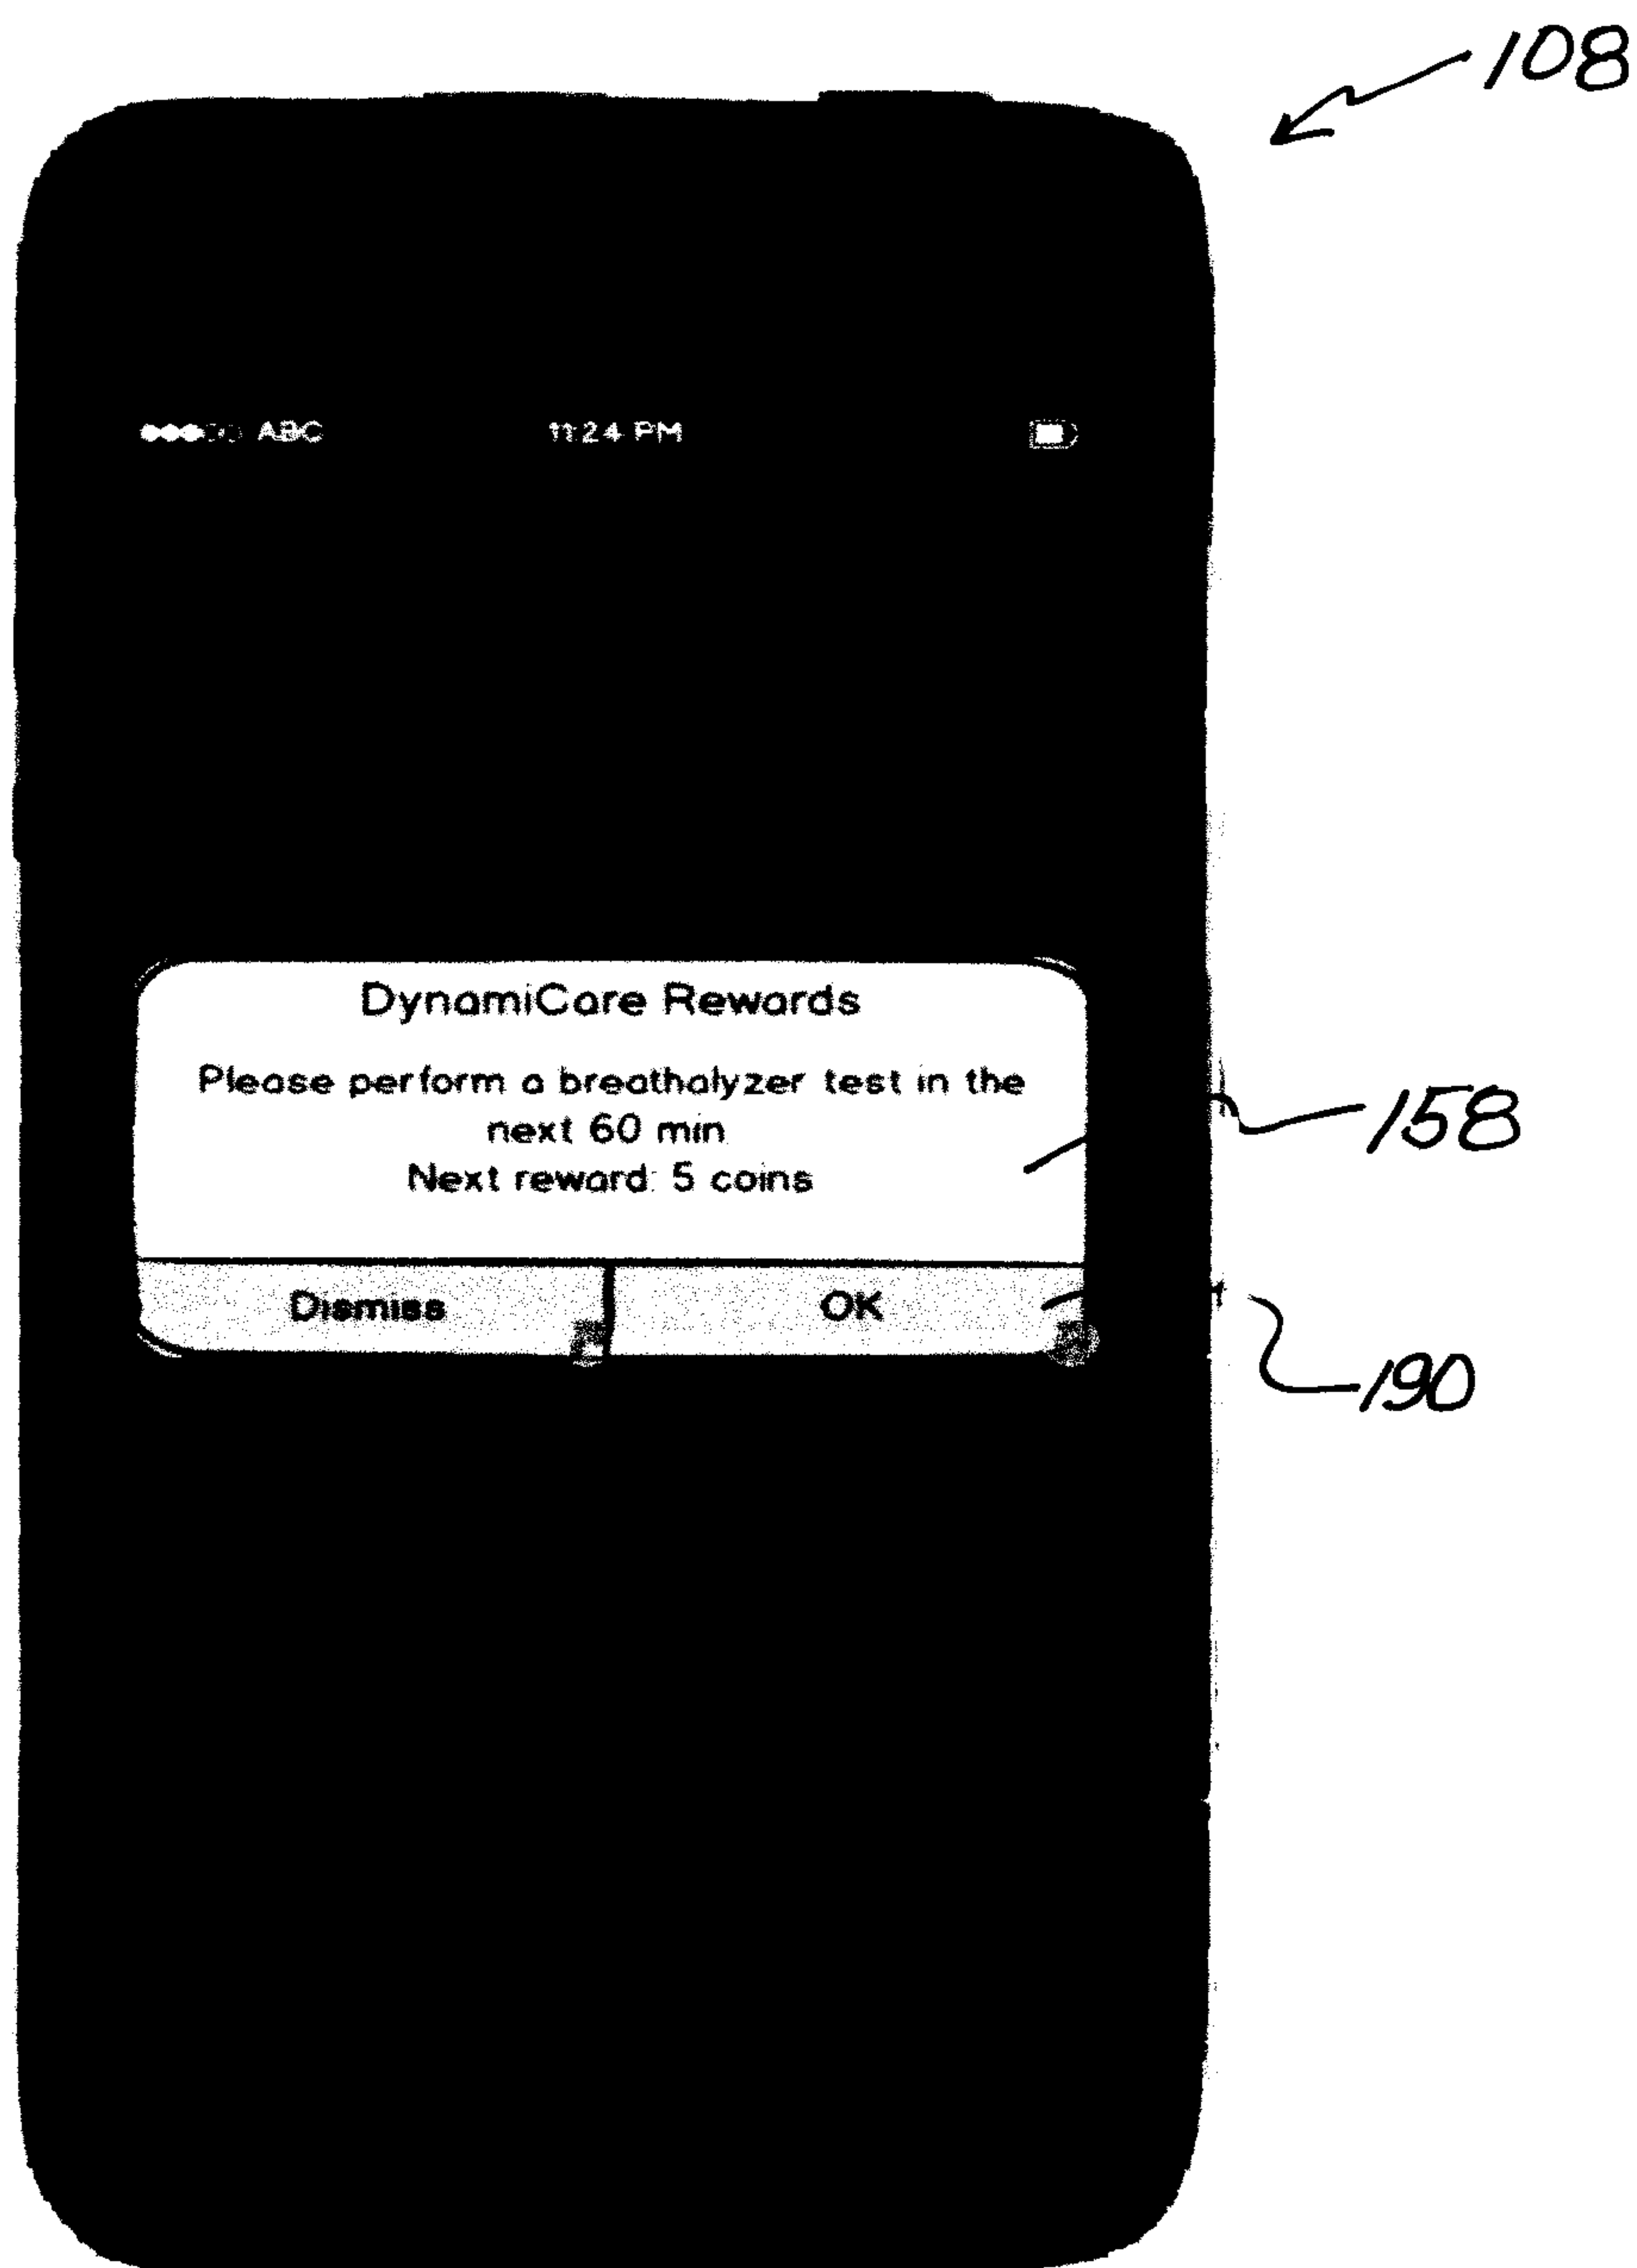 108
ABC 11:24 PM
DynamiCare Rewards
Please perform a breathalyzer test in the
next 60 min
Next reward: 5 coins
158
Dismiss OK
190